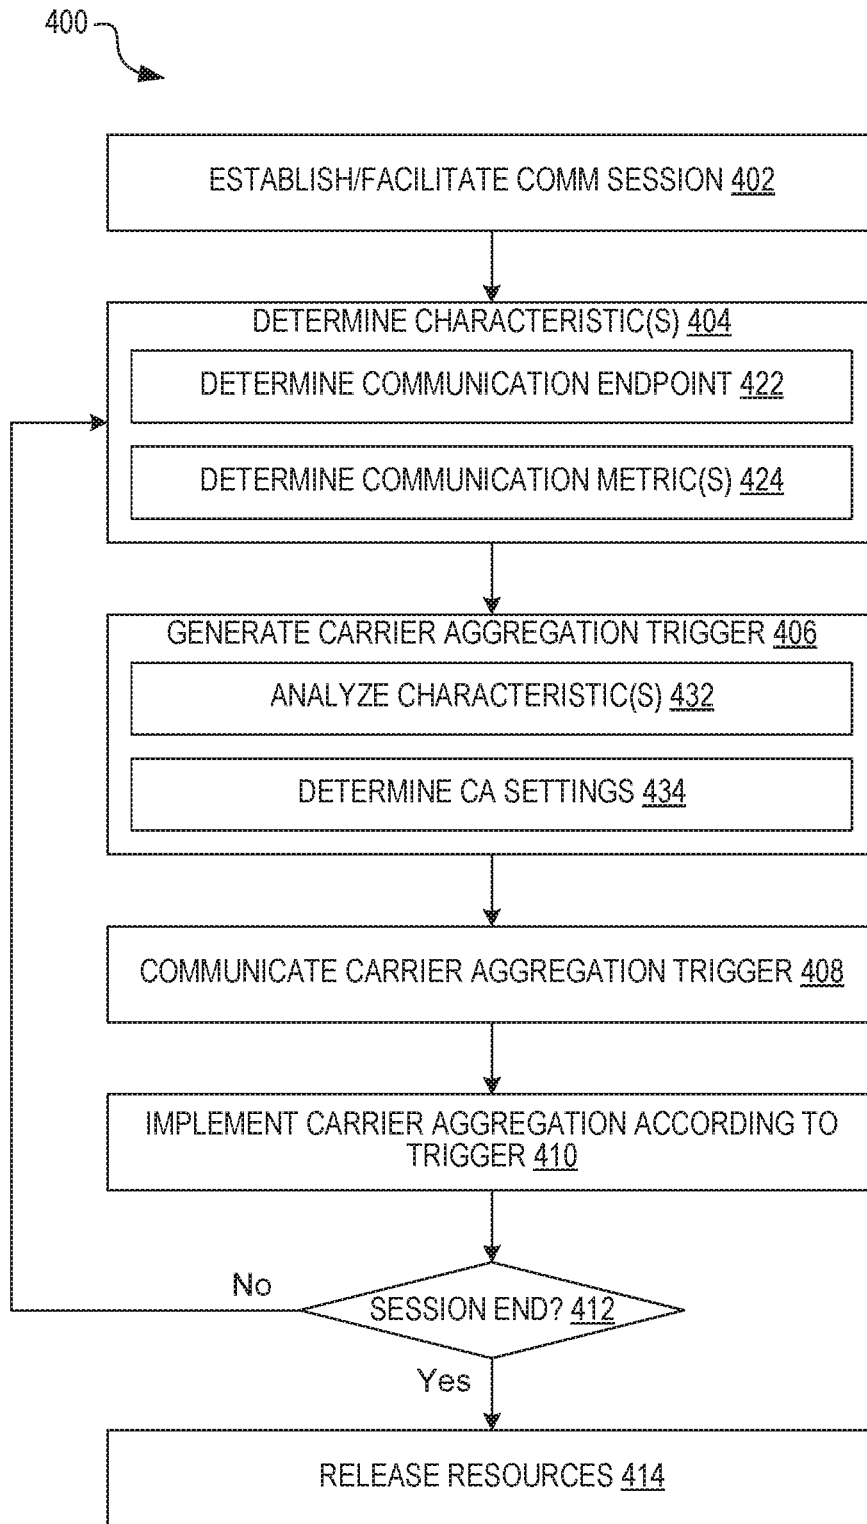 400
ESTABLISH/FACILITATE COMM SESSION 402
DETERMINE CHARACTERISTIC(S) 404
DETERMINE COMMUNICATION ENDPOINT 422
DETERMINE COMMUNICATION METRIC(S) 424
GENERATE CARRIER AGGREGATION TRIGGER 406
ANALYZE CHARACTERISTIC(S) 432
DETERMINE CA SETTINGS 434
COMMUNICATE CARRIER AGGREGATION TRIGGER 408
IMPLEMENT CARRIER AGGREGATION ACCORDING TO
TRIGGER 410
No
SESSION END? 412
Yes
RELEASE RESOURCES 414